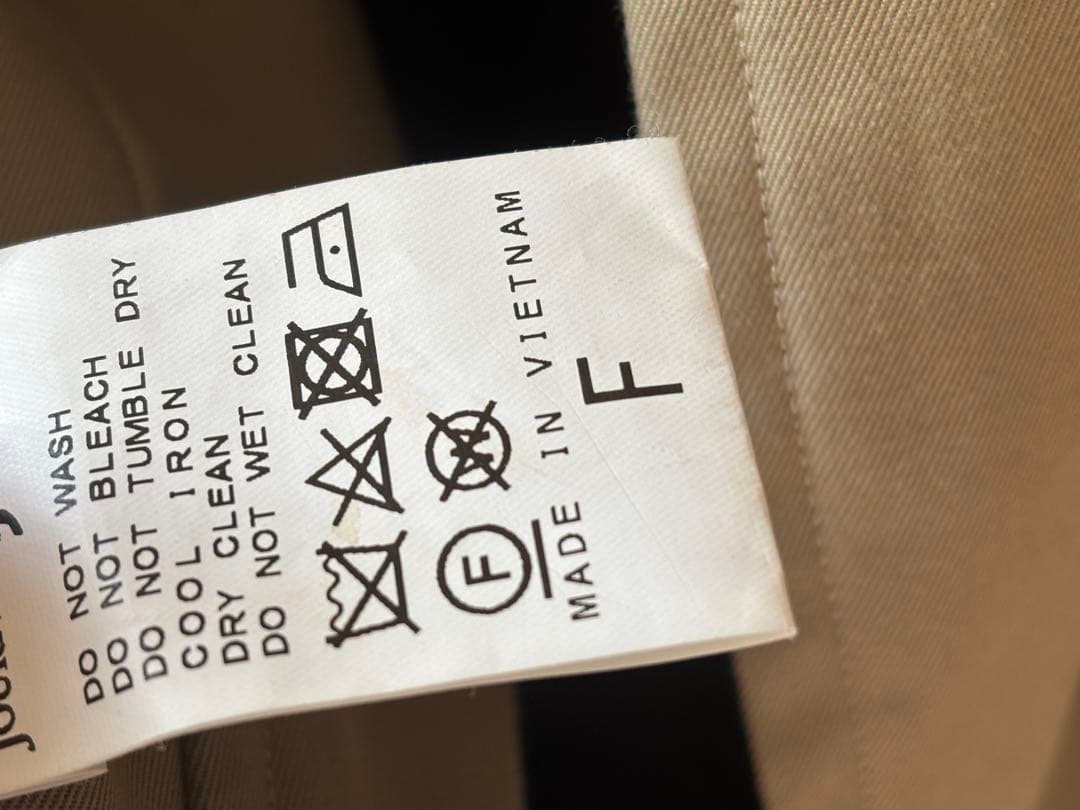 DO NOT WASH
DO NOT BLEACH
DO NOT TUMBLE DRY
COOL IRON
DRY CLEAN
DO NOT WET CLEAN
F W
MADE IN VIETNAM
F